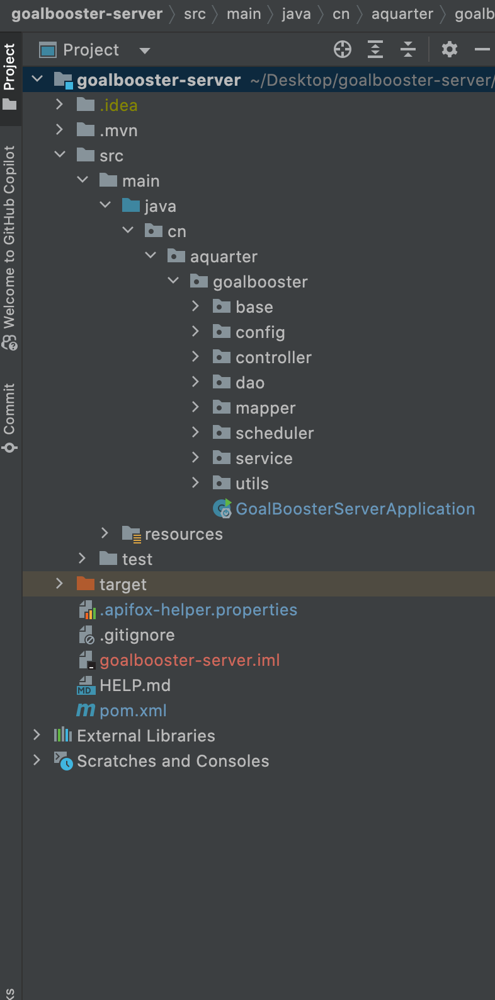 goalbooster-server src main java cn aquarter goalb
Project
goalbooster-server ~/Desktop/goalbooster-server/
.idea
.mvn
src
main
java
cn
aquarter
goalbooster
base
config
controller
dao
mapper
scheduler
service
utils
GoalBoosterServerApplication
resources
test
target
.apifox-helper.properties
.gitignore
goalbooster-server.iml
HELP.md
pom.xml
External Libraries
Scratches and Consoles
Project
Welcome to GitHub Copilot
Commit
ks